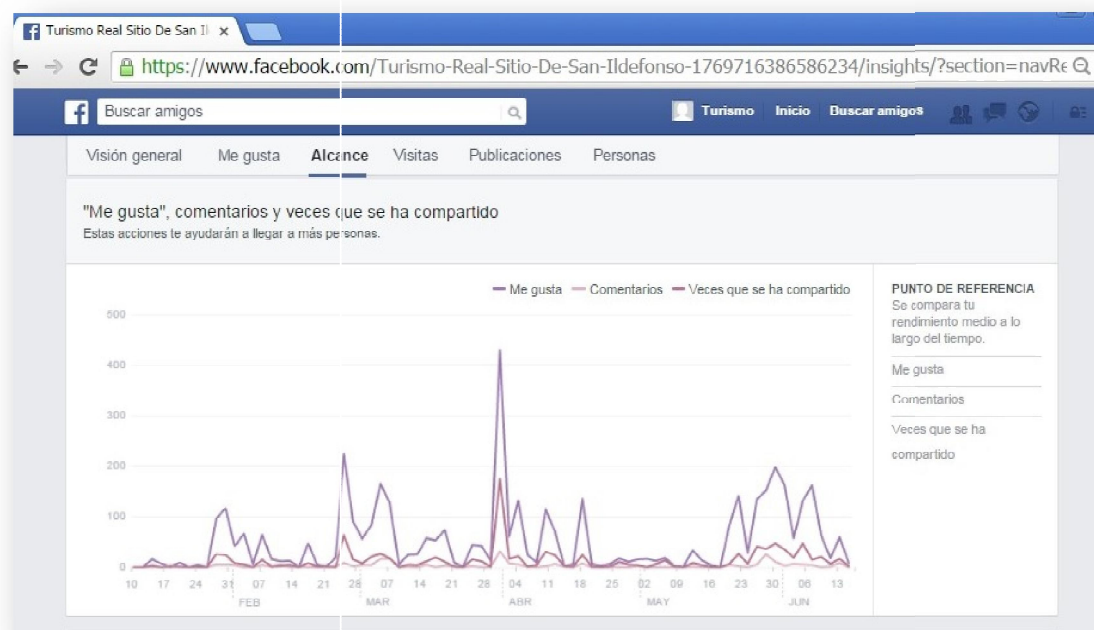 Turismo Real Sitio De San Il
https://www.facebook.com/Turismo-Real-Sitio-De-San-Ildefonso-1769716386586234/insights/?section=navRe
Buscar amigos
Turismo Inicio Buscar amigos
Visión general Me gusta Alcance Visitas Publicaciones Personas
"Me gusta", comentarios y veces que se ha compartido
Estas acciones te ayudarán a llegar a más personas.
Me gusta Comentarios Veces que se ha compartido
500
400
300
200
100
0
10 17 24 31 07 14 21 28 07 14 21 28 04 11 18 25 02 09 16 23 30 06 13
FEB MAR ABR MAY JUN
PUNTO DE REFERENCIA
Se compara tu
rendimiento medio a lo
largo del tiempo.
Me gusta
Comentarios
Veces que se ha
compartido